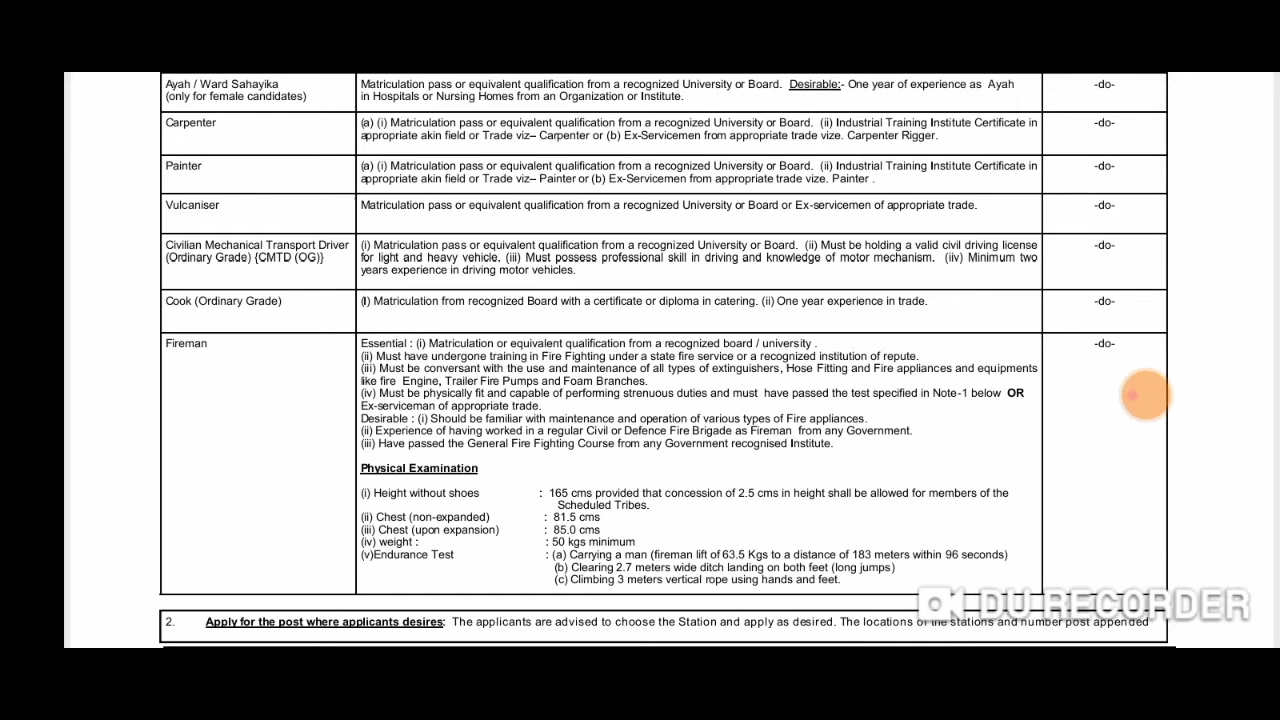 Ayah / Ward Sahayika
(only for female candidates)
Matriculation pass or equivalent qualification from a recognized University or Board. Desirable:- One year of experience as Ayah
in Hospitals or Nursing Homes from an Organization or Institute.
-do-
Carpenter
(a) (i) Matriculation pass or equivalent qualification from a recognized University or Board. (ii) Industrial Training Institute Certificate in
appropriate akin field or Trade viz– Carpenter or (b) Ex-Servicemen from appropriate trade vize. Carpenter Rigger.
-do-
Painter
(a) (i) Matriculation pass or equivalent qualification from a recognized University or Board. (ii) Industrial Training Institute Certificate in
appropriate akin field or Trade viz– Painter or (b) Ex-Servicemen from appropriate trade vize. Painter .
-do-
Vulcaniser
Matriculation pass or equivalent qualification from a recognized University or Board or Ex-servicemen of appropriate trade.
-do-
Civilian Mechanical Transport Driver
(Ordinary Grade) {CMTD (OG)}
(i) Matriculation pass or equivalent qualification from a recognized University or Board. (ii) Must be holding a valid civil driving license
for light and heavy vehicle. (iii) Must possess professional skill in driving and knowledge of motor mechanism. (iiv) Minimum two
years experience in driving motor vehicles.
-do-
Cook (Ordinary Grade)
(I) Matriculation from recognized Board with a certificate or diploma in catering. (ii) One year experience in trade.
-do-
Fireman
Essential : (i) Matriculation or equivalent qualification from a recognized board / university .
(ii) Must have undergone training in Fire Fighting under a state fire service or a recognized institution of repute.
(iii) Must be conversant with the use and maintenance of all types of extinguishers, Hose Fitting and Fire appliances and equipments
like fire Engine, Trailer Fire Pumps and Foam Branches.
(iv) Must be physically fit and capable of performing strenuous duties and must have passed the test specified in Note-1 below OR
Ex-serviceman of appropriate trade.
Desirable : (i) Should be familiar with maintenance and operation of various types of Fire appliances.
(ii) Experience of having worked in a regular Civil or Defence Fire Brigade as Fireman from any Government.
(iii) Have passed the General Fire Fighting Course from any Government recognised Institute.
-do-
Physical Examination
(i) Height without shoes : 165 cms provided that concession of 2.5 cms in height shall be allowed for members of the
Scheduled Tribes.
(ii) Chest (non-expanded) : 81.5 cms
(iii) Chest (upon expansion) : 85.0 cms
(iv) weight : : 50 kgs minimum
(v)Endurance Test : (a) Carrying a man (fireman lift of 63.5 Kgs to a distance of 183 meters within 96 seconds)
(b) Clearing 2.7 meters wide ditch landing on both feet (long jumps)
(c) Climbing 3 meters vertical rope using hands and feet.
DU RECORDER
2. Apply for the post where applicants desires: The applicants are advised to choose the Station and apply as desired. The locations of the stations and number post appended